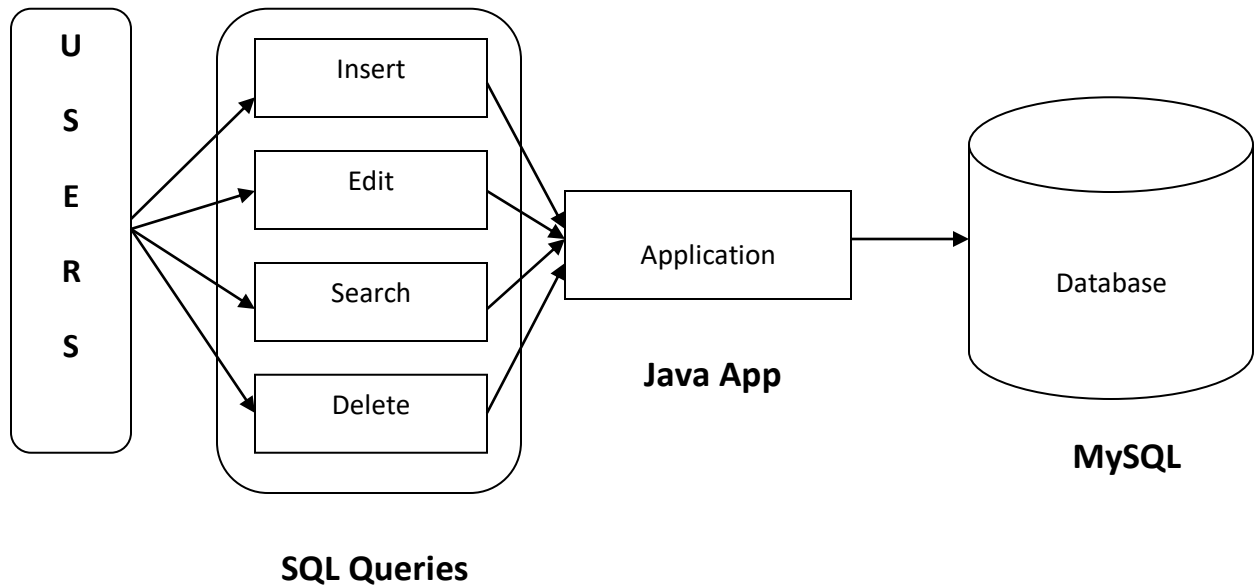 U
S
E
R
S
Insert
Edit
Search
Delete
SQL Queries
Application
Java App
Database
MySQL